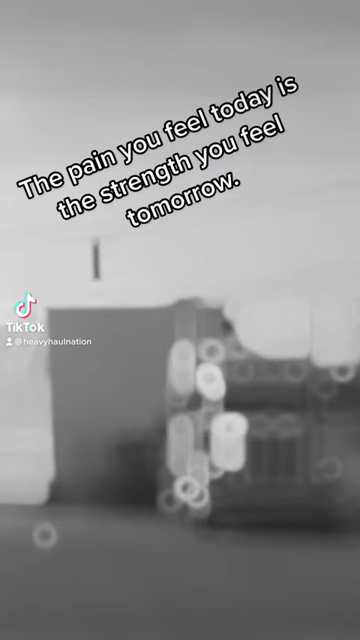 The pain you feel today is
the strength you feel
tomorrow.
TikTok
@heavyhaulnation